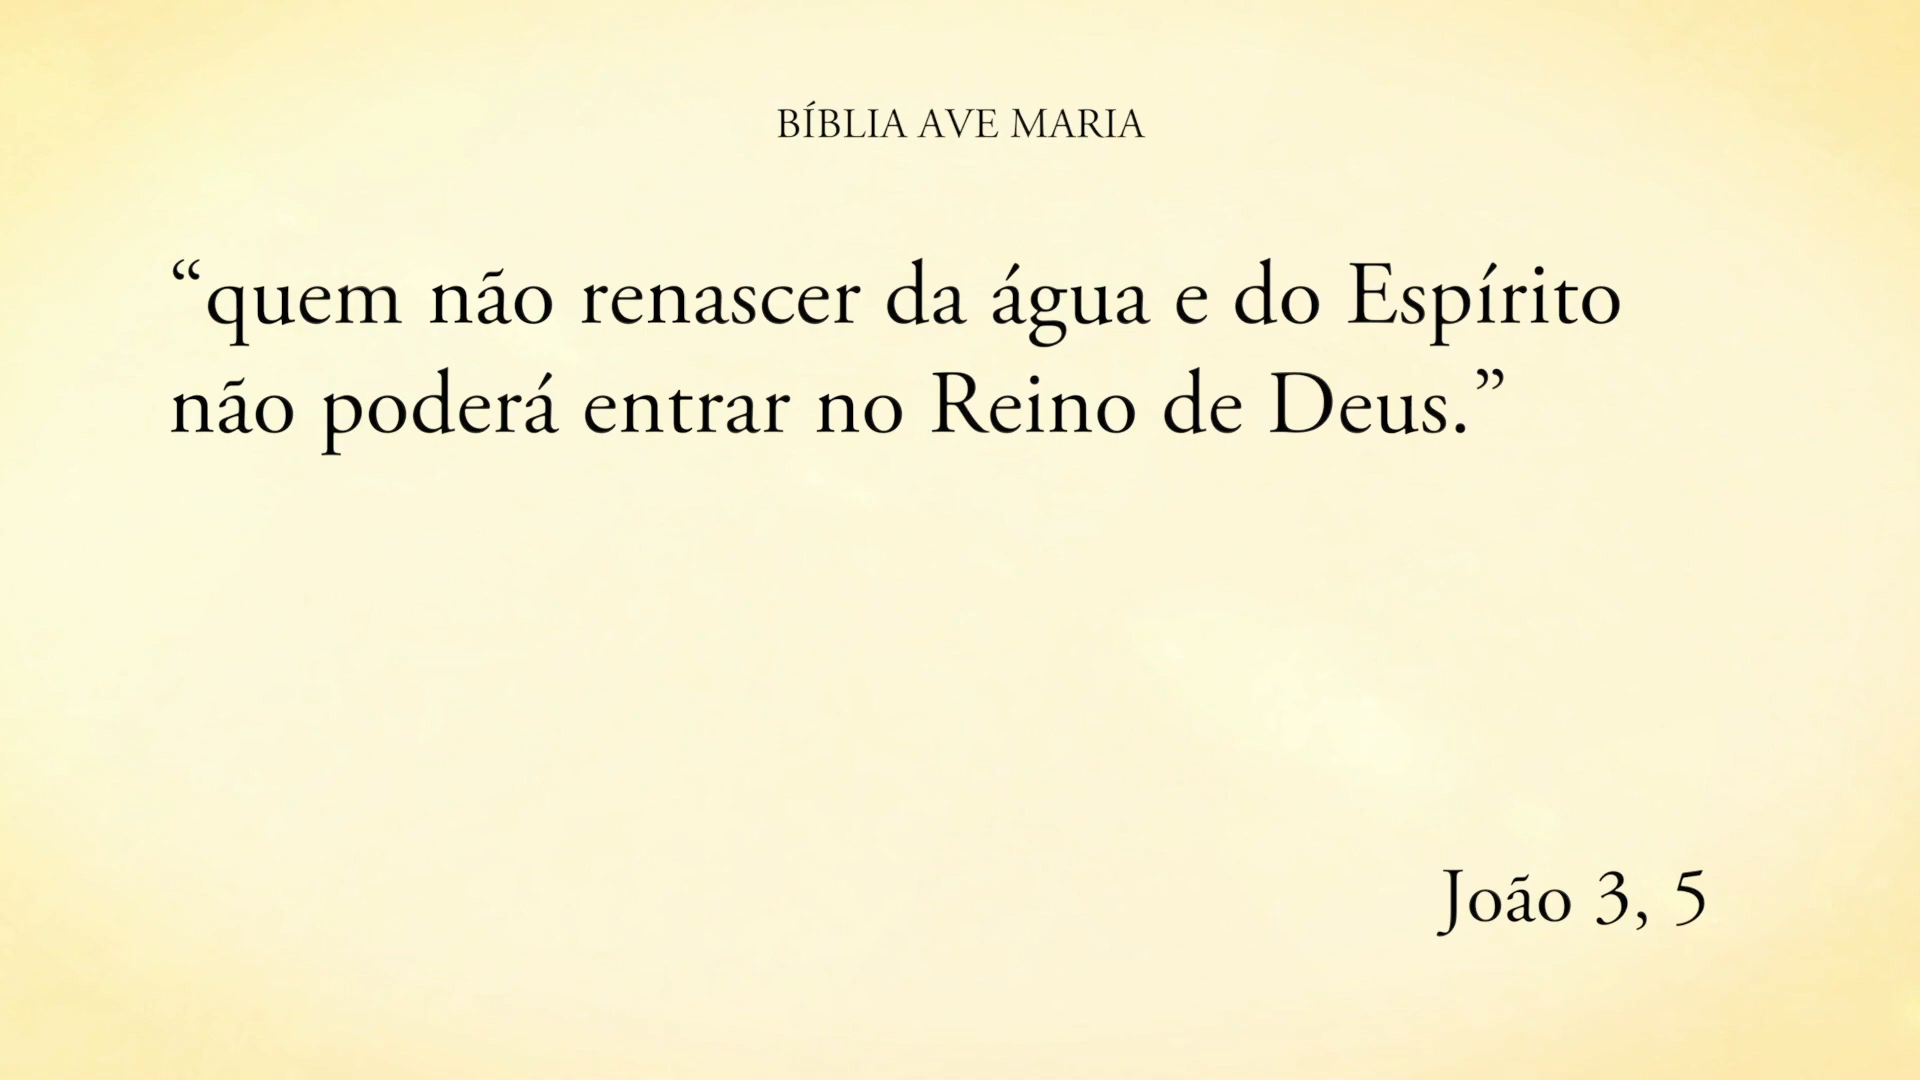 BÍBLIA AVE MARIA
“quem não renascer da água e do Espírito
não poderá entrar no Reino de Deus.”
João 3, 5